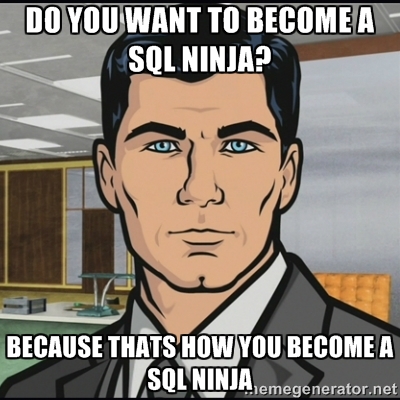 DO YOU WANT TO BECOME A
SQL NINJA?
BECAUSE THATS HOW YOU BECOME A
SQL NINJA
memegenerator.net